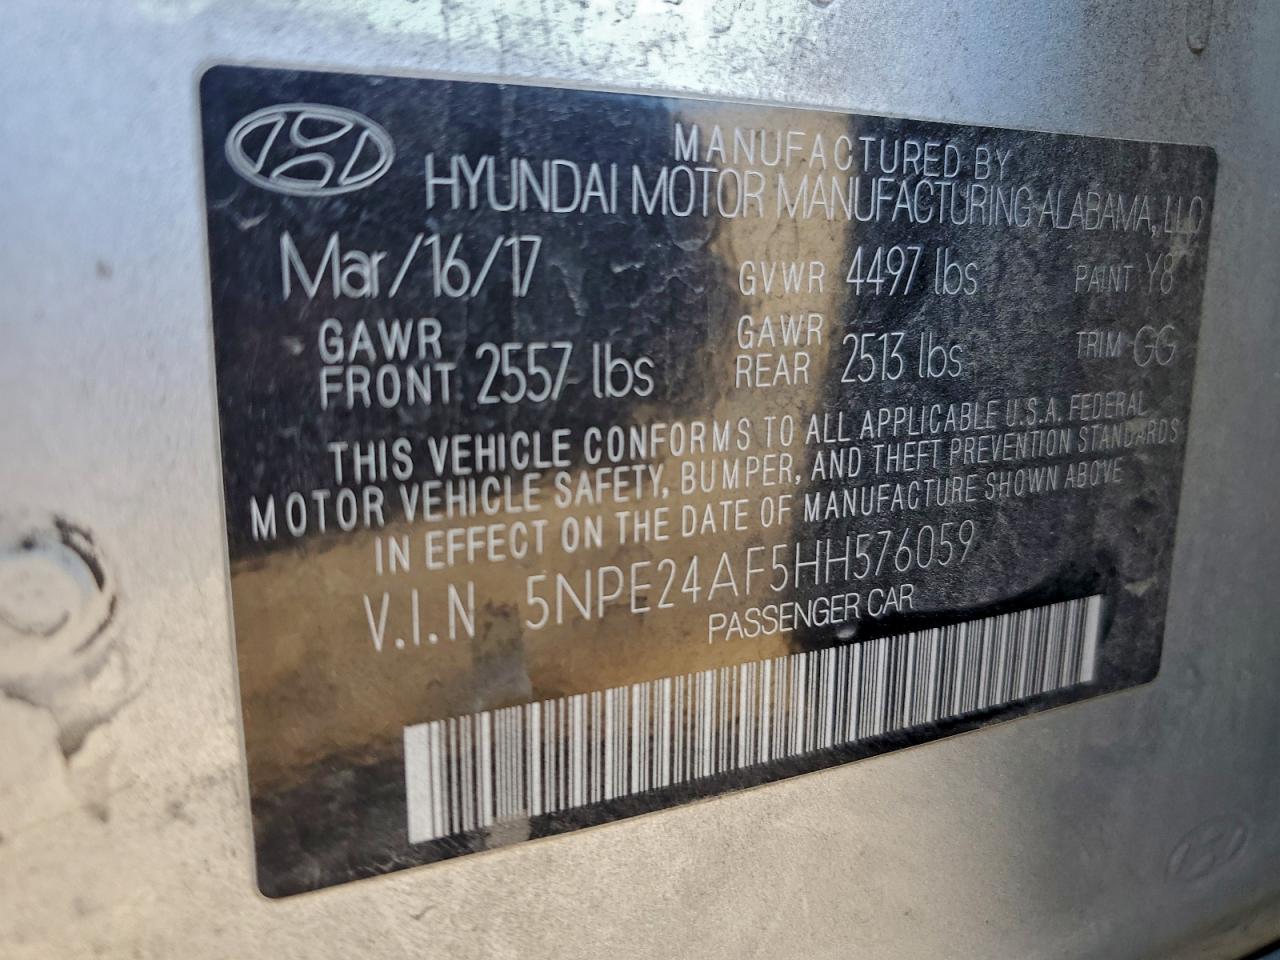 MANUFACTURED BY
HYUNDAI MOTOR MANUFACTURING ALABAMA, LLC
Mar/16/17 GVWR 4497 lbs PAINT Y8
GAWR FRONT 2557 lbs GAWR REAR 2513 lbs TRIM GG
THIS VEHICLE CONFORMS TO ALL APPLICABLE U.S.A. FEDERAL
MOTOR VEHICLE SAFETY, BUMPER, AND THEFT PREVENTION STANDARDS
IN EFFECT ON THE DATE OF MANUFACTURE SHOWN ABOVE
V.I.N 5NPE24AF5HH576059
PASSENGER CAR